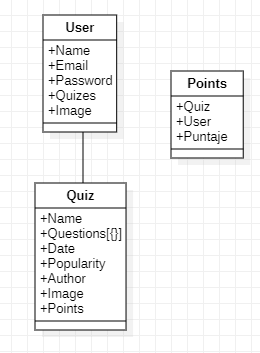 User
+Name
+Email
+Password
+Quizes
+Image
Points
+Quiz
+User
+Puntaje
Quiz
+Name
+Questions[{}]
+Date
+Popularity
+Author
+Image
+Points